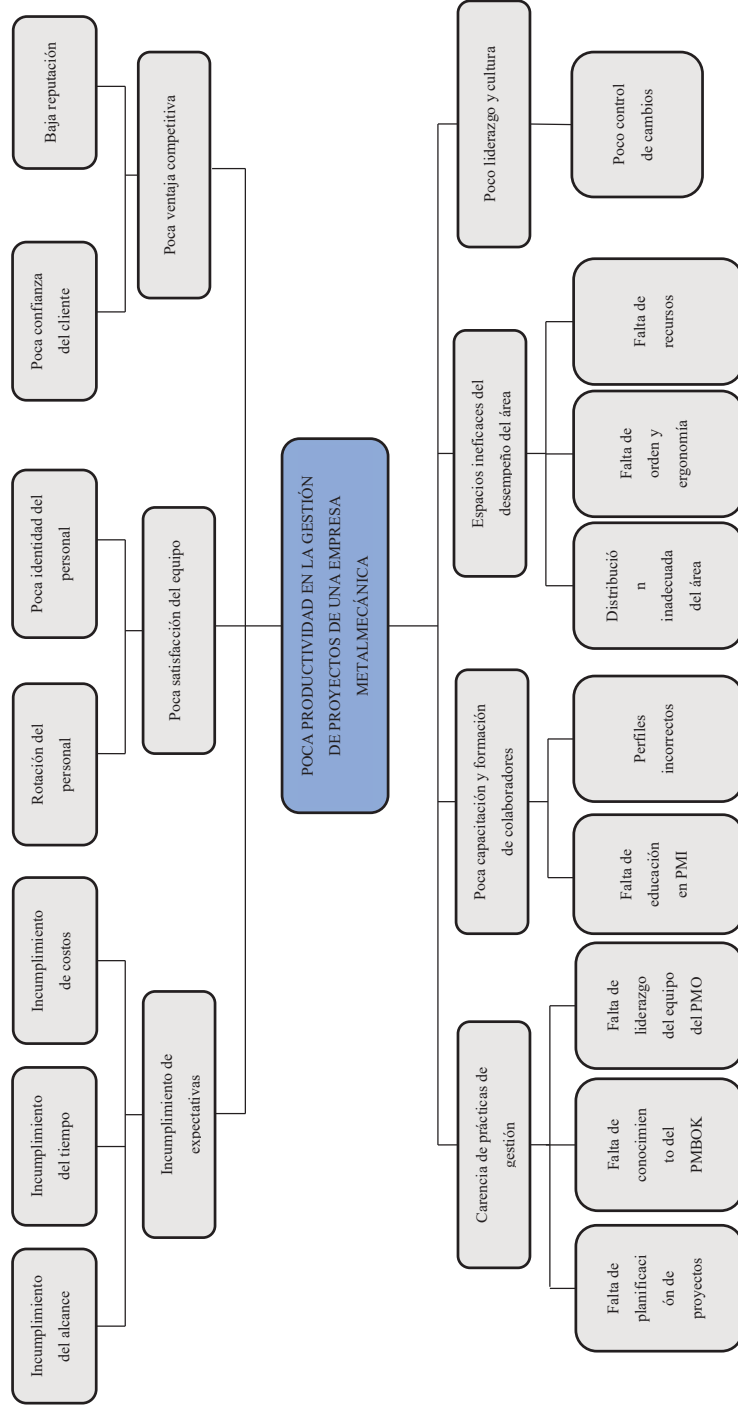 Incumplimiento
del alcance
Incumplimiento
del tiempo
Incumplimiento
de costos
Rotación del
personal
Poca identidad del
personal
Poca confianza
del cliente
Baja reputación
Incumplimiento de
expectativas
Poca satisfacción del equipo
Poca ventaja competitiva
POCA PRODUCTIVIDAD EN LA GESTIÓN
DE PROYECTOS DE UNA EMPRESA
METALMECÁNICA
Carencia de prácticas de
gestión
Poca capacitación y formación
de colaboradores
Espacios ineficaces del
desempeño del área
Poco liderazgo y cultura
Falta de
planificaci
ón de
proyectos
Falta de
conocimien
to del
PMBOK
Falta de
liderazgo
del equipo
del PMO
Falta de
educación
en PMI
Perfiles
incorrectos
Distribució
n
inadecuada
del área
Falta de
orden y
ergonomía
Falta de
recursos
Poco control
de cambios